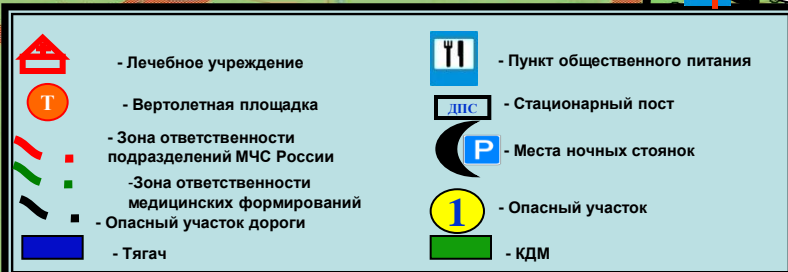 - Лечебное учреждение
Т
- Вертолетная площадка
- Зона ответственности
подразделений МЧС России
-Зона ответственности
медицинских формирований
- Опасный участок дороги
- Тягач
- Пункт общественного питания
ДПС
- Стационарный пост
P
- Места ночных стоянок
1
- Опасный участок
- КДМ